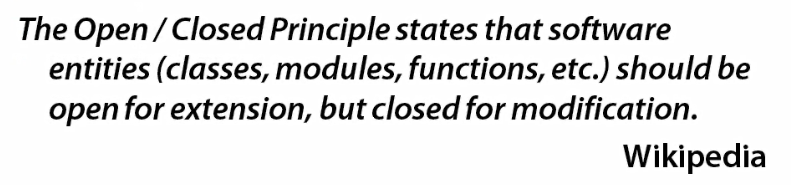 The Open / Closed Principle states that software
entities (classes, modules, functions, etc.) should be
open for extension, but closed for modification.
Wikipedia